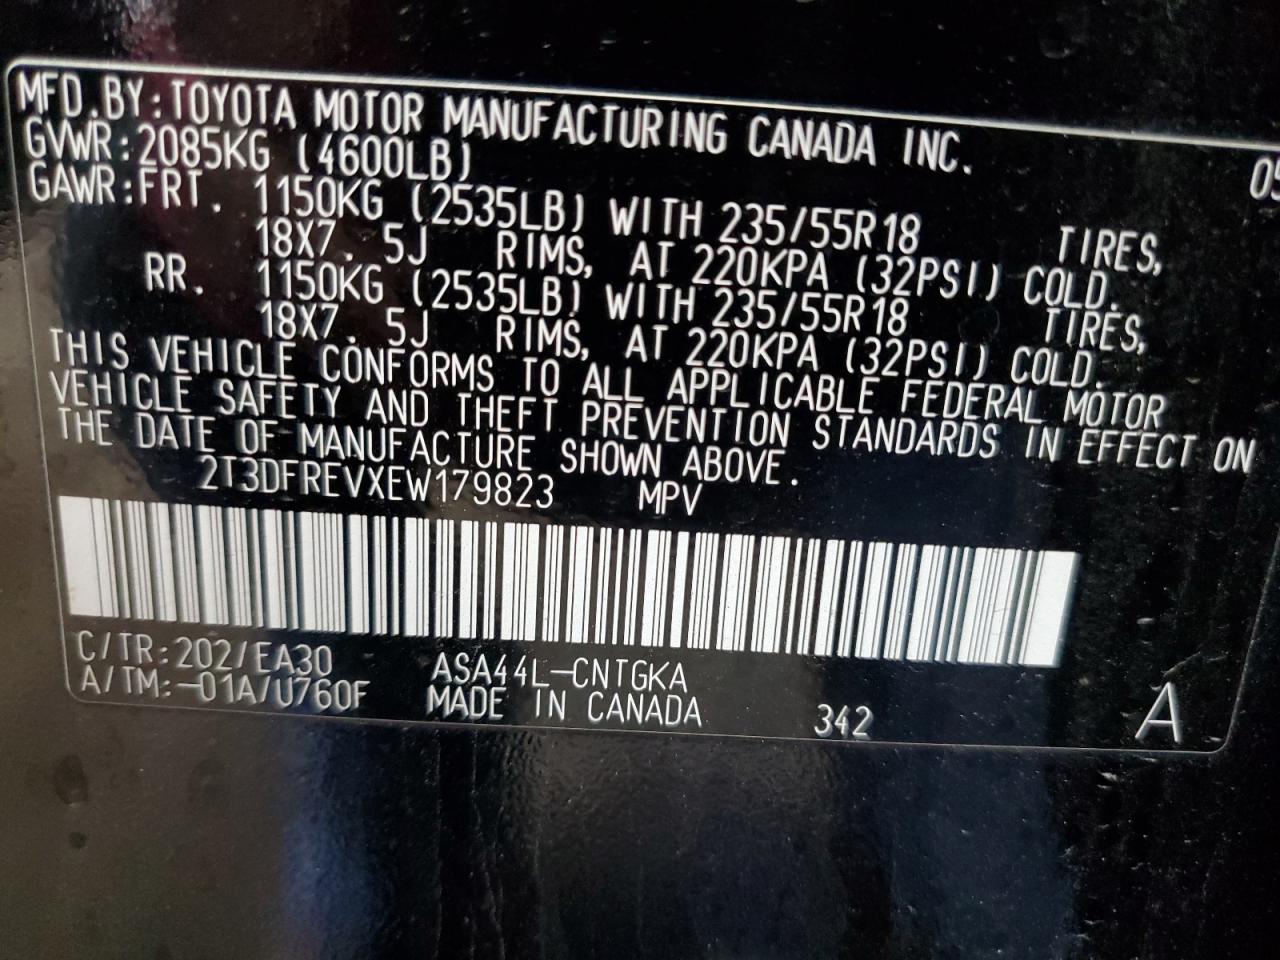 MFD.BY:TOYOTA MOTOR MANUFACTURING CANADA INC.
GVWR:2085KG (4600LB) 05
GAWR:FRT. 1150KG (2535LB) WITH 235/55R18 TIRES,
18X7.5J RIMS, AT 220KPA (32PSI) COLD.
RR. 1150KG (2535LB) WITH 235/55R18 TIRES,
18X7.5J RIMS, AT 220KPA (32PSI) COLD.
THIS VEHICLE CONFORMS TO ALL APPLICABLE FEDERAL MOTOR
VEHICLE SAFETY AND THEFT PREVENTION STANDARDS IN EFFECT ON
THE DATE OF MANUFACTURE SHOWN ABOVE.
2T3DFREVXEW179823 MPV
C/TR:202/EA30 ASA44L-CNTGKA
A/TM:-01A/U760F MADE IN CANADA 342 A